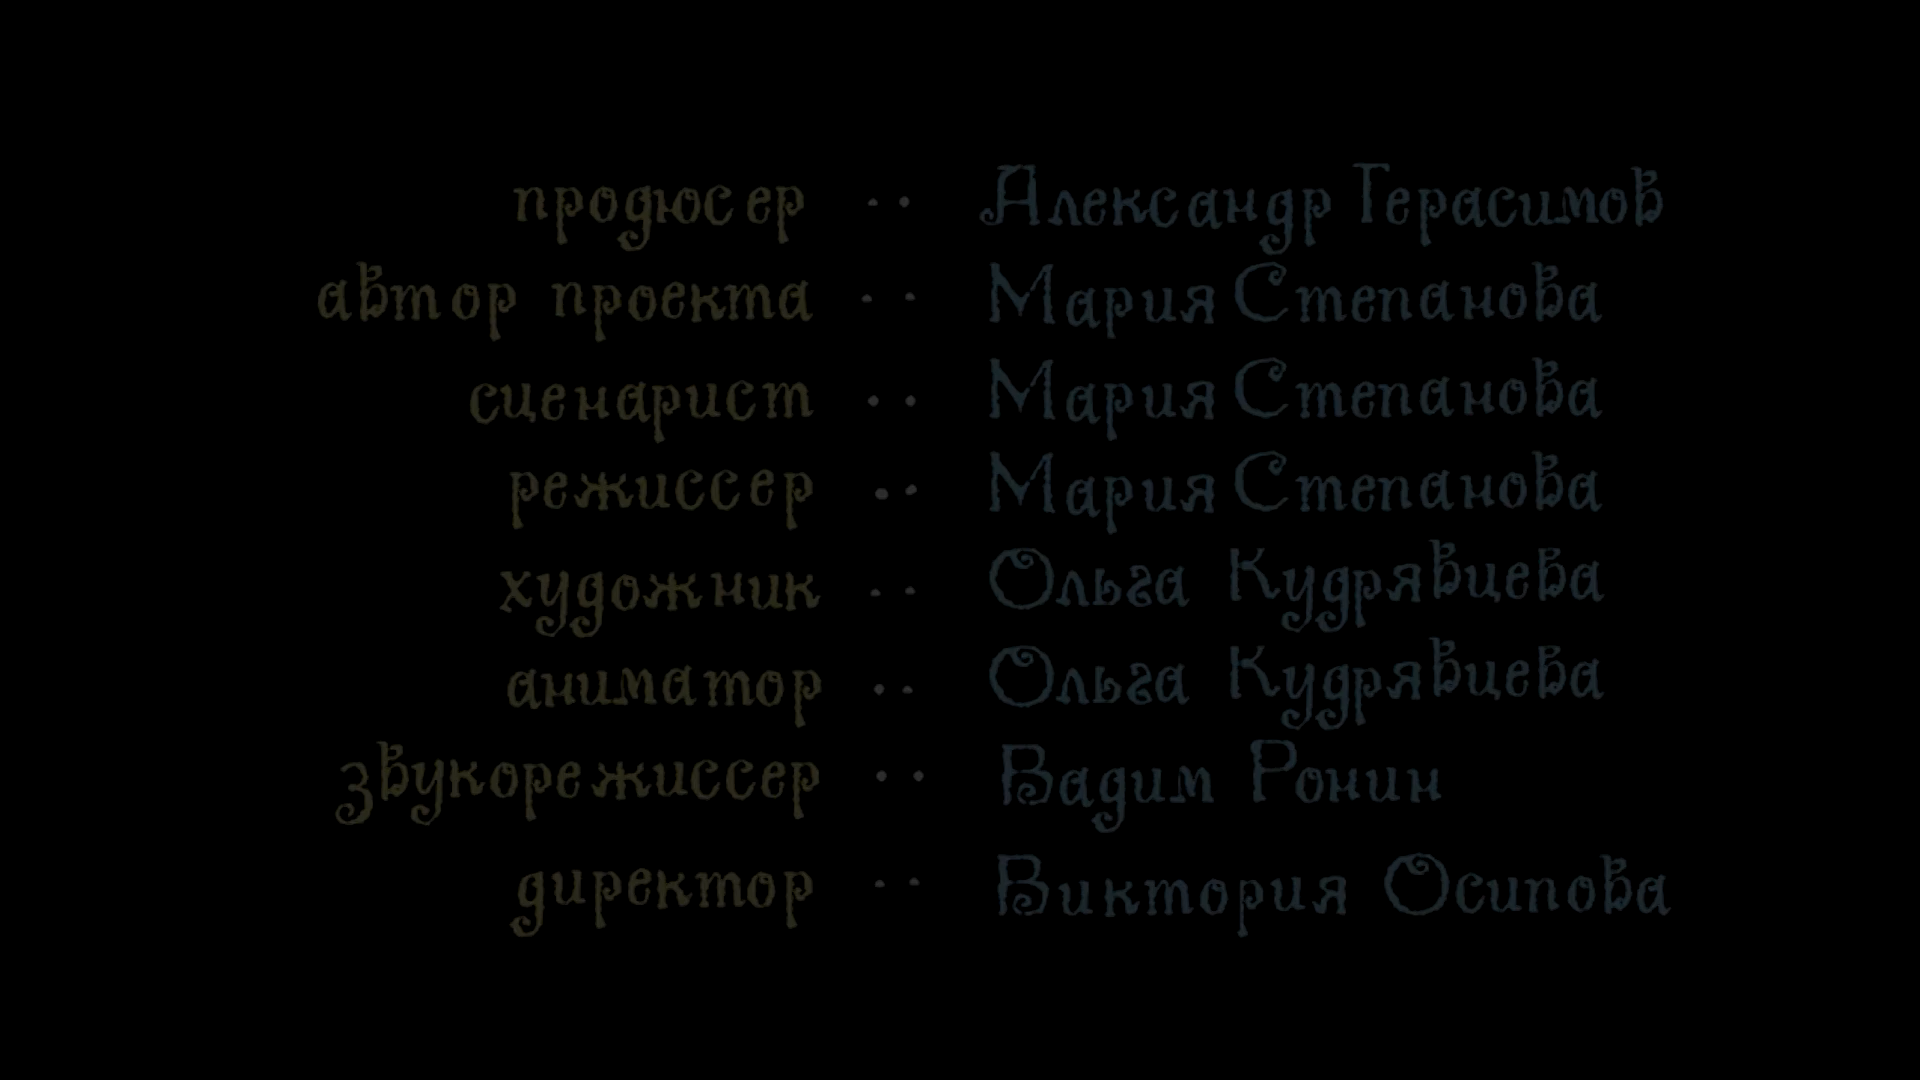 продюсер .. Александр Герасимов
автор проекта .. Мария Степанова
сценарист .. Мария Степанова
режиссер .. Мария Степанова
художник .. Ольга Кудрявцева
аниматор .. Ольга Кудрявцева
звукорежиссер .. Вадим Ронин
директор .. Виктория Осипова